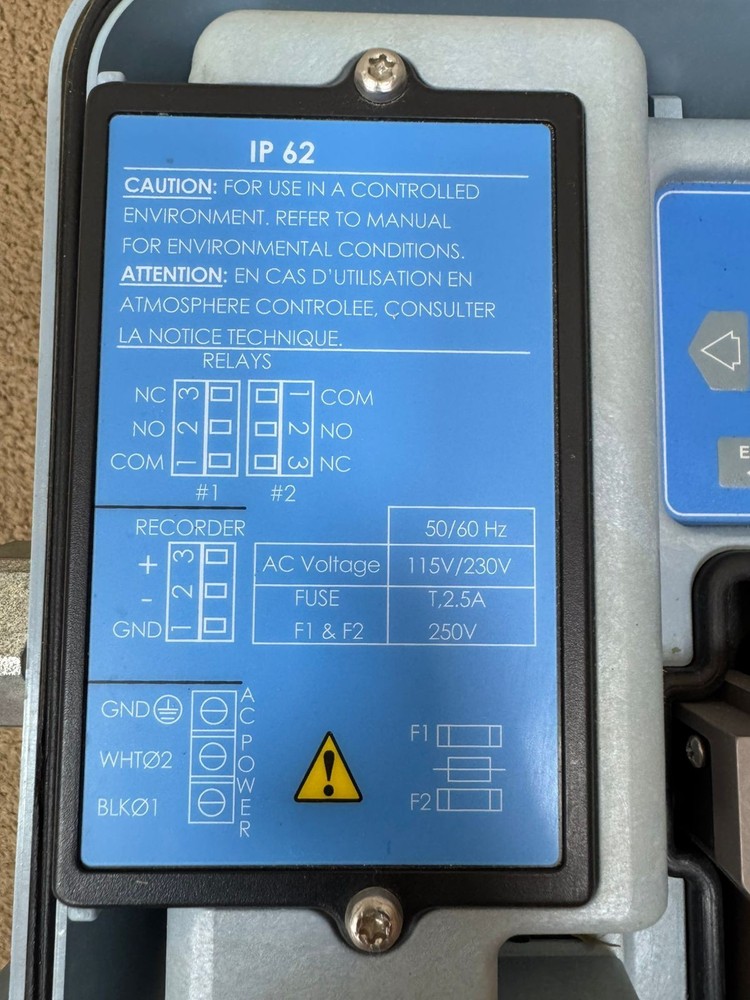 IP 62
CAUTION: FOR USE IN A CONTROLLED
ENVIRONMENT. REFER TO MANUAL
FOR ENVIRONMENTAL CONDITIONS.
ATTENTION: EN CAS D'UTILISATION EN
ATMOSPHERE CONTROLEE, CONSULTER
LA NOTICE TECHNIQUE.
RELAYS
NC 3 1 COM
NO 2 2 NO
COM 1 3 NC
#1 #2
RECORDER
+ 3
- 2
GND 1
50/60 Hz
AC Voltage 115V/230V
FUSE T,2.5A
F1 & F2 250V
GND
WHTØ2
BLKØ1
AC POWER
F1
F2
E